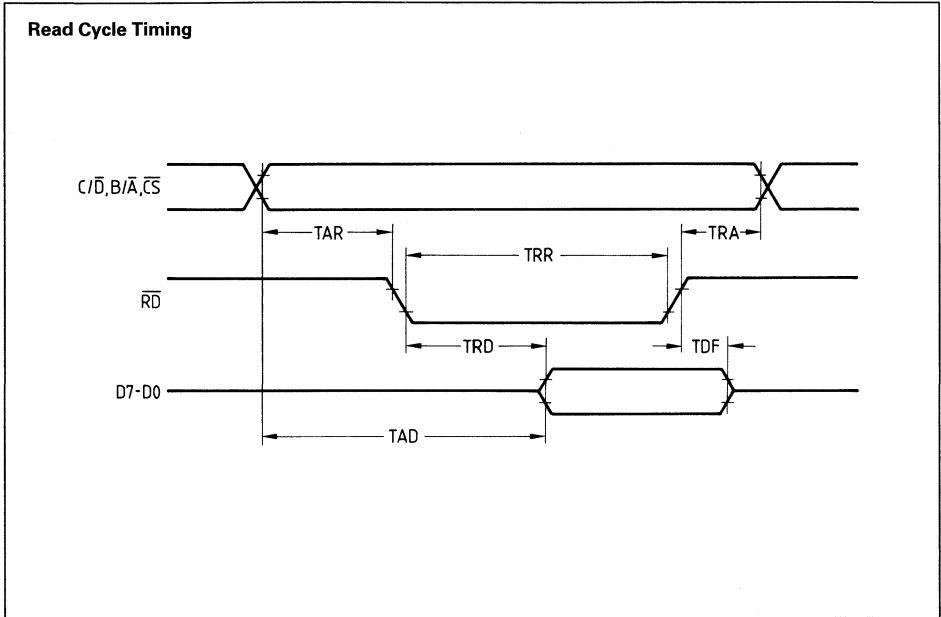 Read Cycle Timing
C/D̅,B/A̅,C̅S̅
TAR
TRA
TRR
R̅D̅
TRD
TDF
D7-D0
TAD